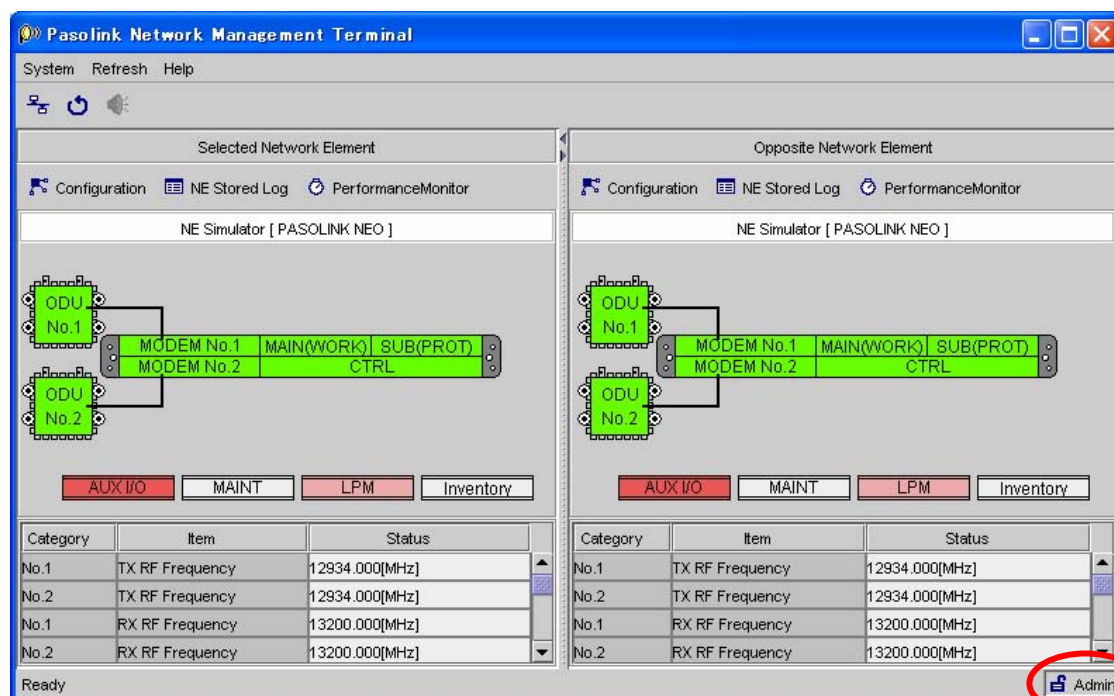 Pasolink Network Management Terminal
System Refresh Help
Selected Network Element
Configuration NE Stored Log PerformanceMonitor
NE Simulator [ PASOLINK NEO ]
ODU
No.1
MODEM No.1 MAIN(WORK) SUB(PROT)
MODEM No.2 CTRL
ODU
No.2
AUX I/O MAINT LPM Inventory
Category Item Status
No.1 TX RF Frequency 12934.000[MHz]
No.2 TX RF Frequency 12934.000[MHz]
No.1 RX RF Frequency 13200.000[MHz]
No.2 RX RF Frequency 13200.000[MHz]
Opposite Network Element
Configuration NE Stored Log PerformanceMonitor
NE Simulator [ PASOLINK NEO ]
ODU
No.1
MODEM No.1 MAIN(WORK) SUB(PROT)
MODEM No.2 CTRL
ODU
No.2
AUX I/O MAINT LPM Inventory
Category Item Status
No.1 TX RF Frequency 12934.000[MHz]
No.2 TX RF Frequency 12934.000[MHz]
No.1 RX RF Frequency 13200.000[MHz]
No.2 RX RF Frequency 13200.000[MHz]
Ready Admin